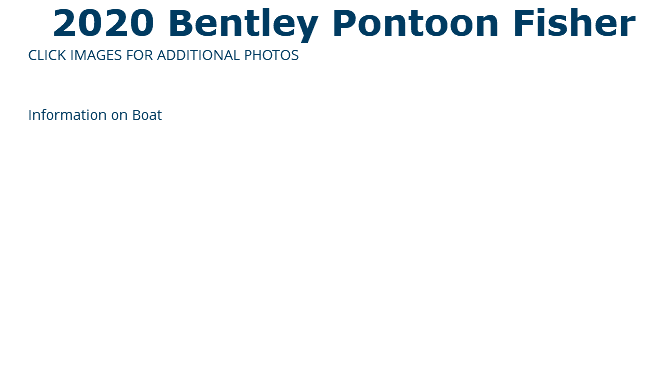 2020 Bentley Pontoon Fisher
CLICK IMAGES FOR ADDITIONAL PHOTOS
Information on Boat